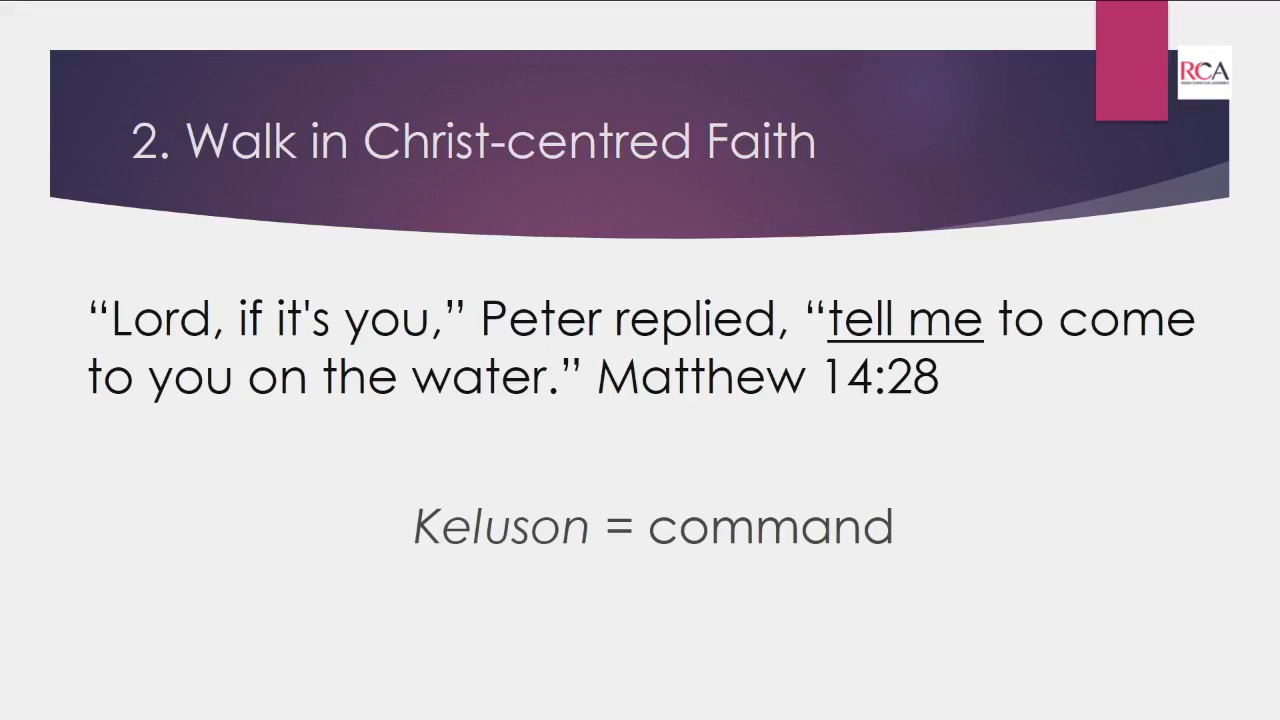 RCA
2. Walk in Christ-centred Faith
“Lord, if it's you,” Peter replied, “tell me to come
to you on the water.” Matthew 14:28
Keluson = command